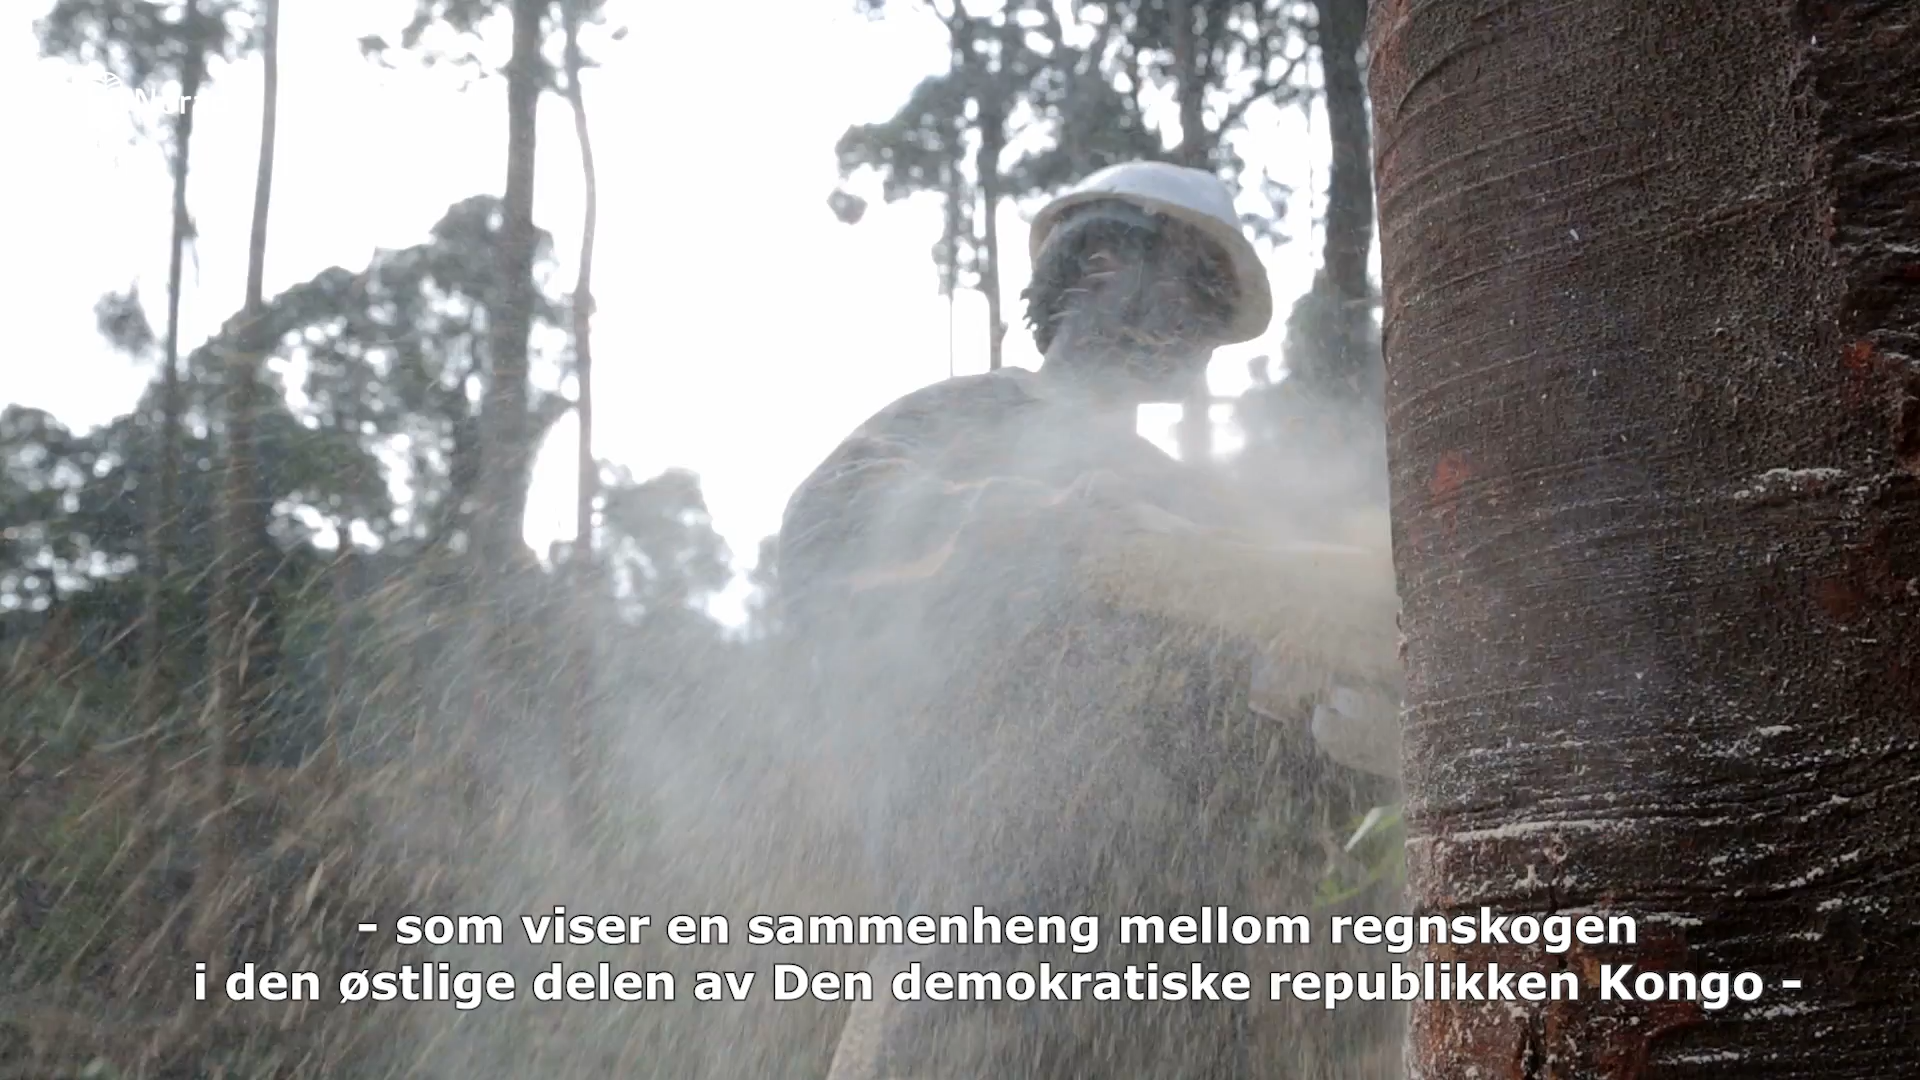 - som viser en sammenheng mellom regnskogen
i den østlige delen av Den demokratiske republikken Kongo -